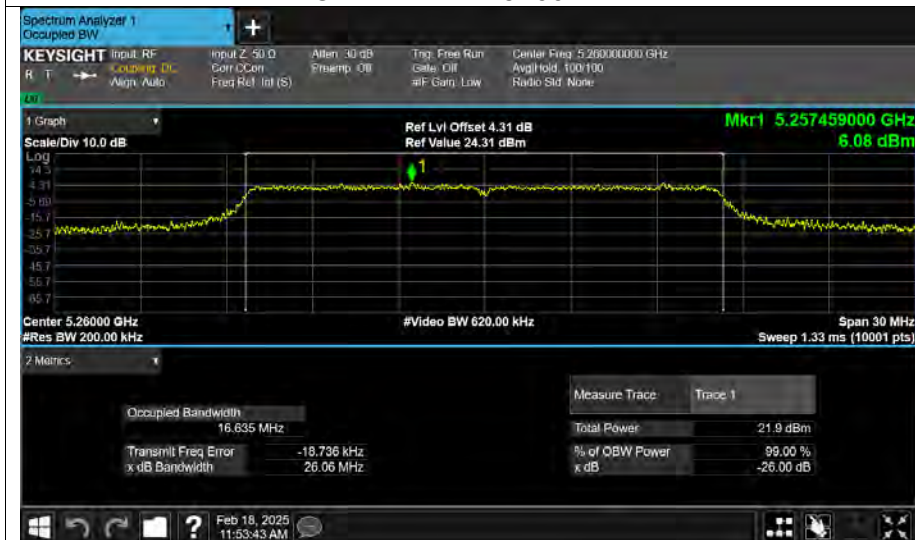 Spectrum Analyzer 1
Occupied BW
KEYSIGHT Input: RF
R T Coupling: DC
Align: Auto
Input Z: 50 Ω
Corr CCorr
Freq Ref: Int (S)
Atten: 30 dB
Preamp: Off
Trig: Free Run
Gate: Off
#IF Gain: Low
Center Freq: 5.260000000 GHz
Avg|Hold: 100/100
Radio Std: None
1 Graph
Scale/Div 10.0 dB
Ref Lvl Offset 4.31 dB
Ref Value 24.31 dBm
Mkr1 5.257459000 GHz
6.08 dBm
Log
14.3
4.31
-5.69
-15.7
-25.7
-35.7
-45.7
-55.7
-65.7
1
Center 5.26000 GHz
#Res BW 200.00 kHz
#Video BW 620.00 kHz
Span 30 MHz
Sweep 1.33 ms (10001 pts)
2 Metrics
Occupied Bandwidth
16.635 MHz
Transmit Freq Error -18.736 kHz
x dB Bandwidth 26.06 MHz
Measure Trace Trace 1
Total Power 21.9 dBm
% of OBW Power 99.00 %
x dB -26.00 dB
?
Feb 18, 2025
11:53:43 AM